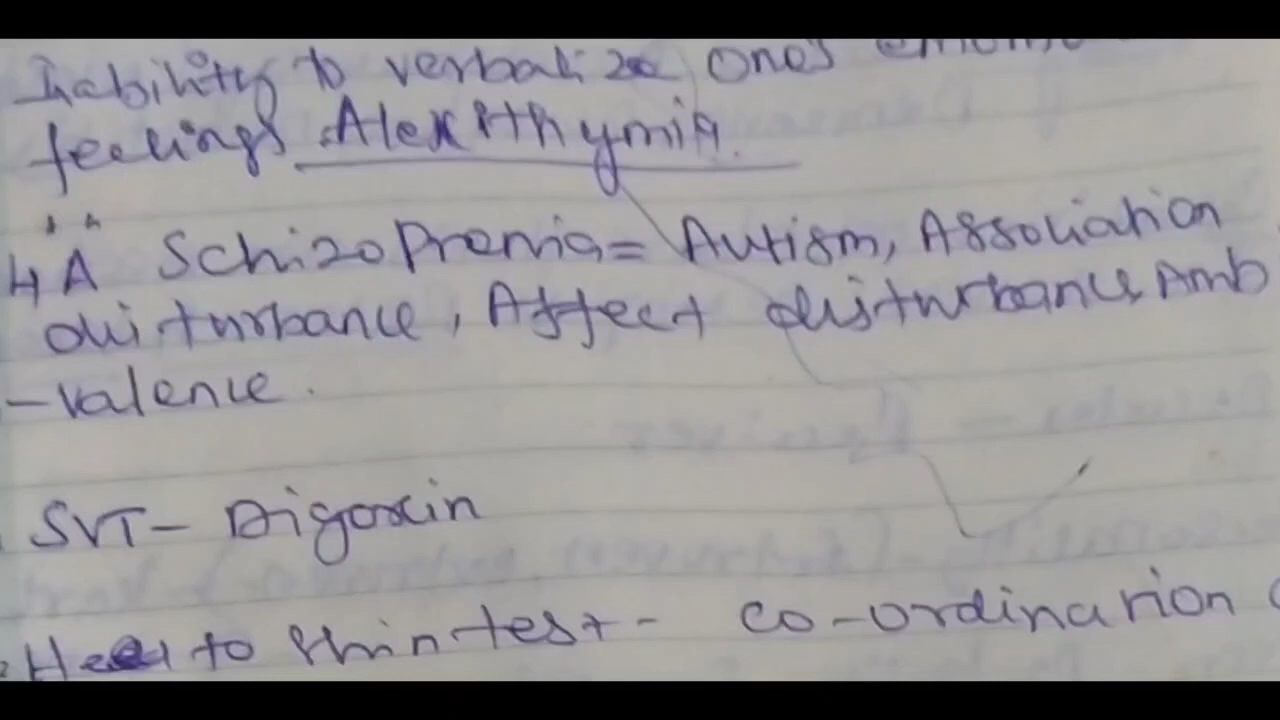 Inability to verbalize one's
feelings - Alexithymia.
4 "A" Schizoprenia = Autism, Association
disturbance, Affect disturbance, Amb
-valence.
SVT - Digoxin
Heel to shin test - Co-ordination